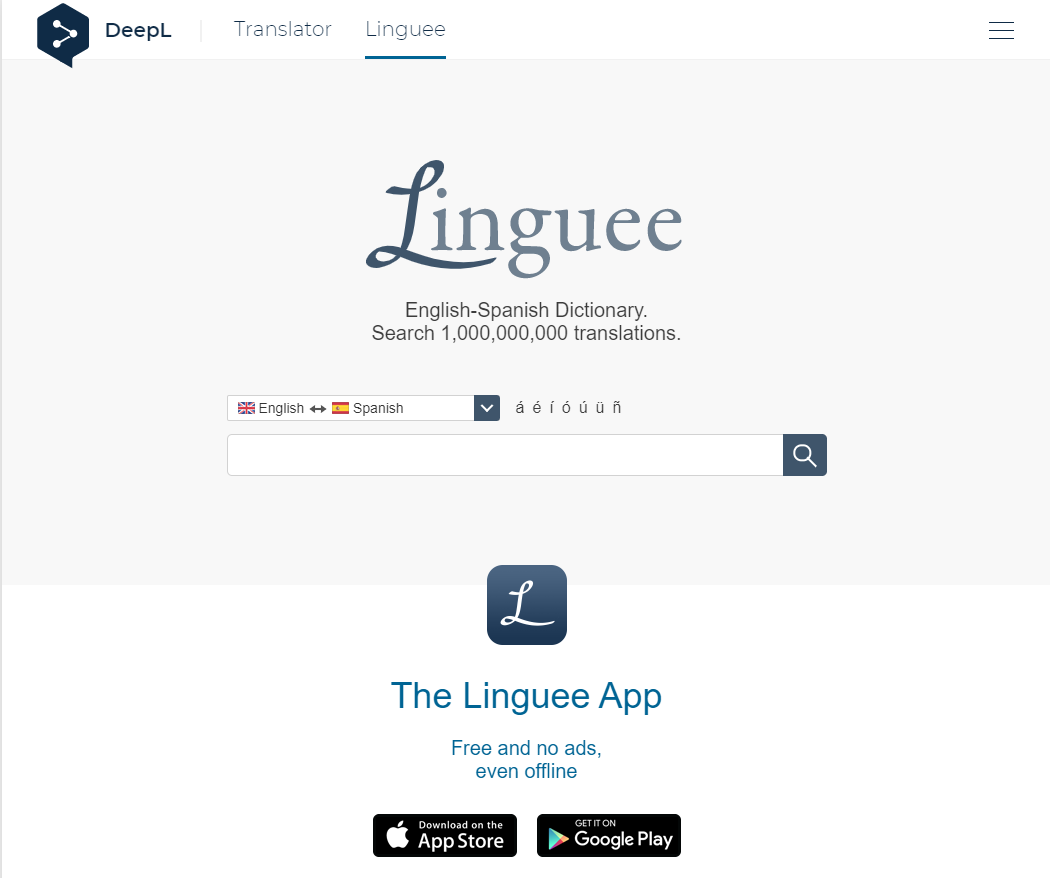 DeepL
Translator
Linguee
Linguee
English-Spanish Dictionary.
Search 1,000,000,000 translations.
English ↔ Spanish
á é í ó ú ü ñ
L
The Linguee App
Free and no ads,
even offline
Download on the
App Store
GET IT ON
Google Play